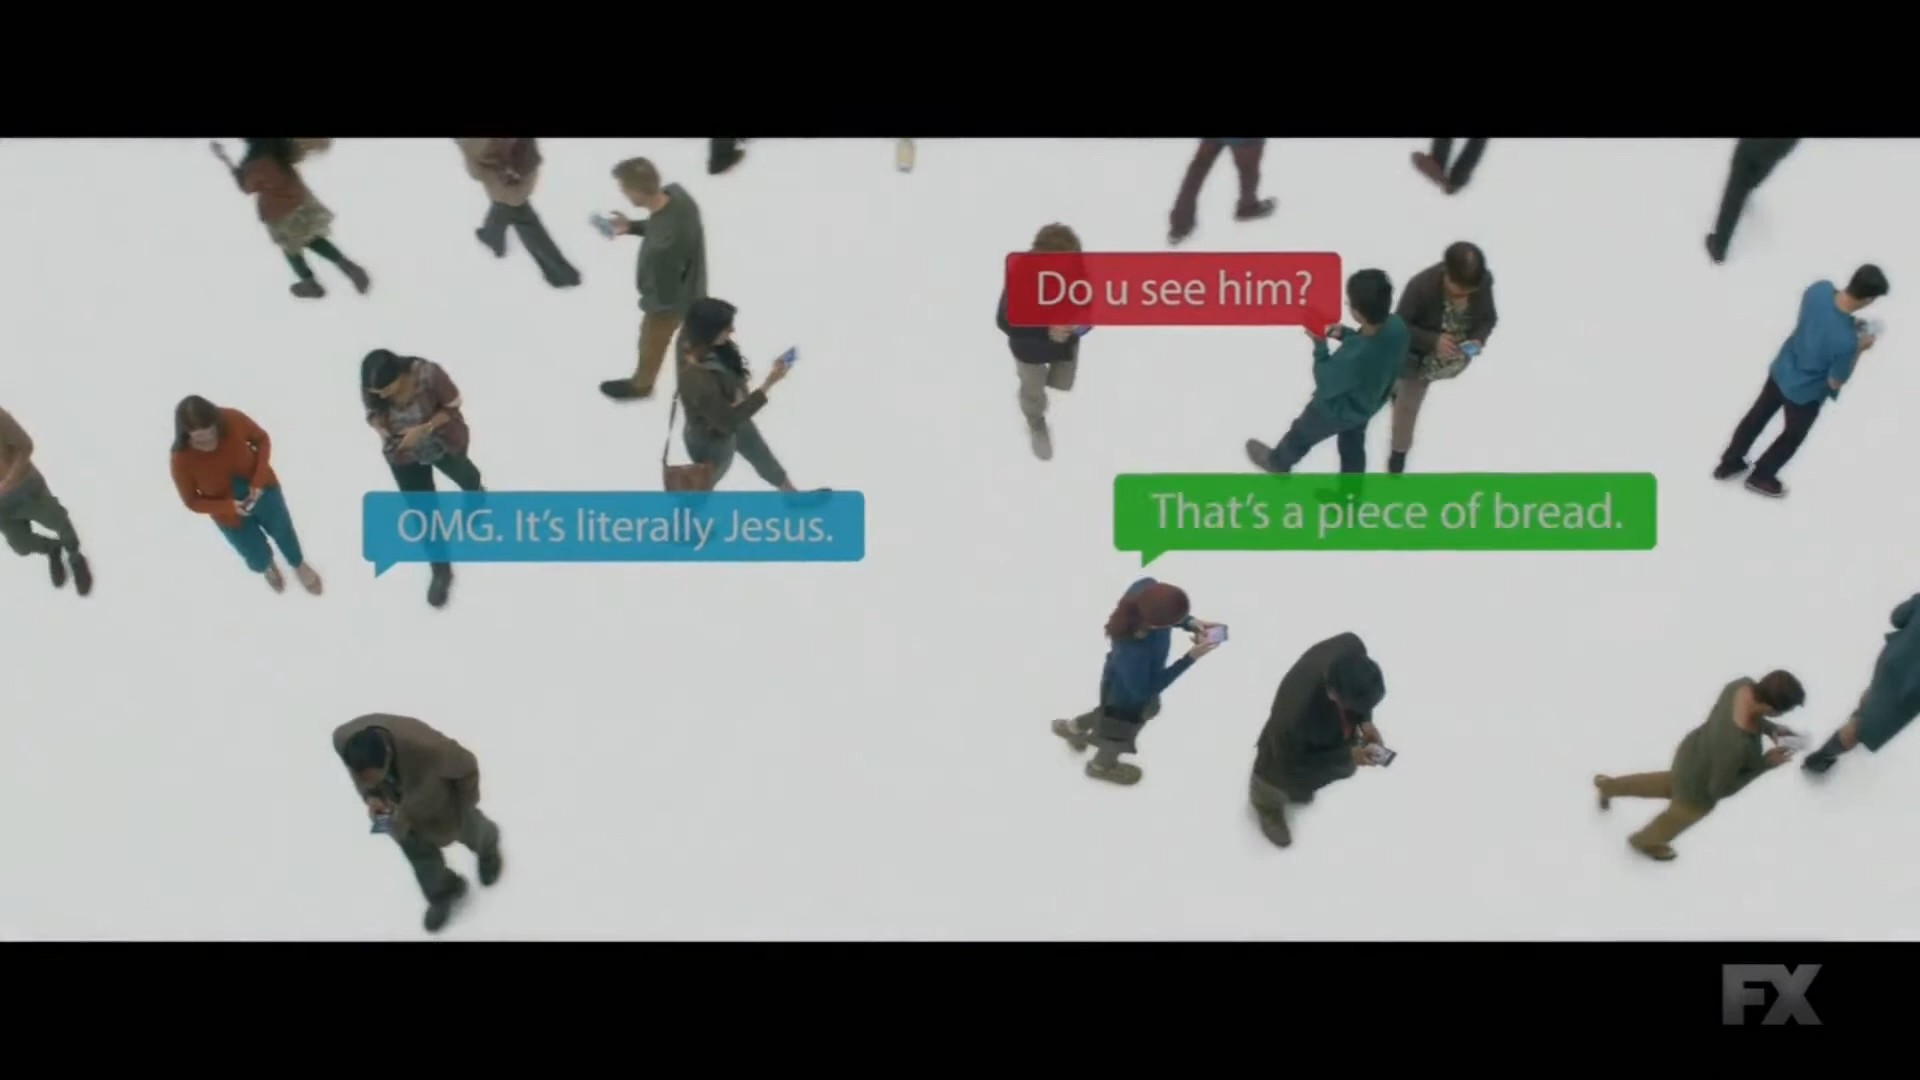 Do u see him?
OMG. It's literally Jesus.
That's a piece of bread.
FX